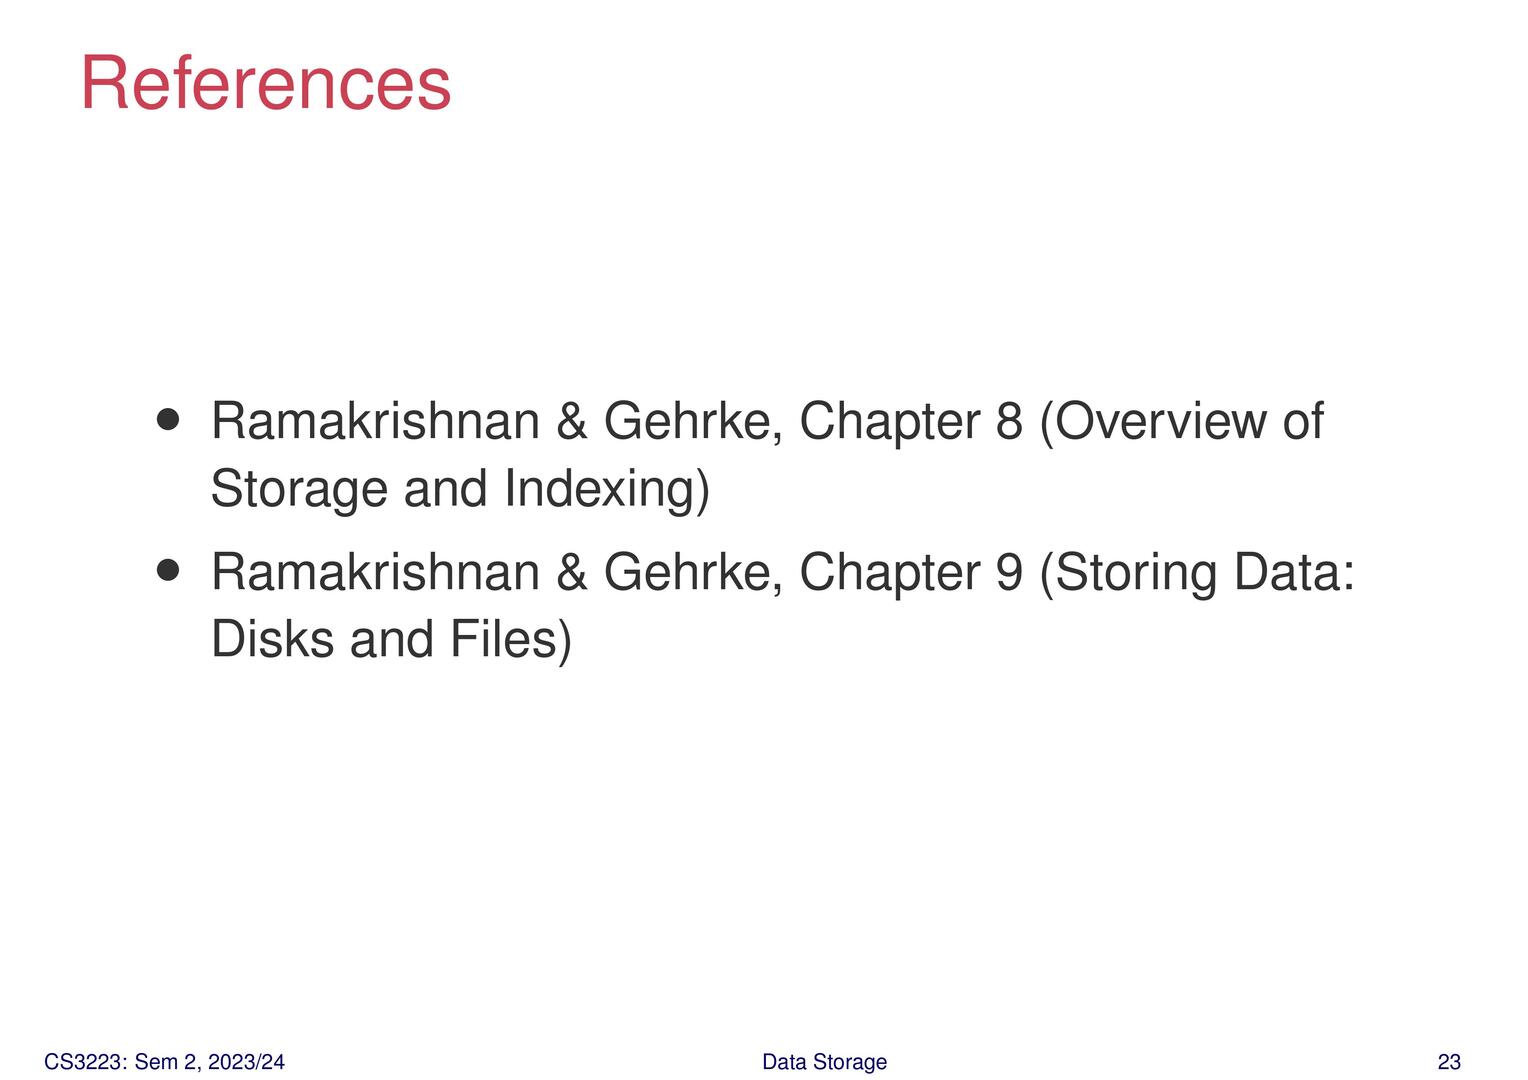 References
• Ramakrishnan & Gehrke, Chapter 8 (Overview of
Storage and Indexing)
• Ramakrishnan & Gehrke, Chapter 9 (Storing Data:
Disks and Files)
CS3223: Sem 2, 2023/24 Data Storage 23